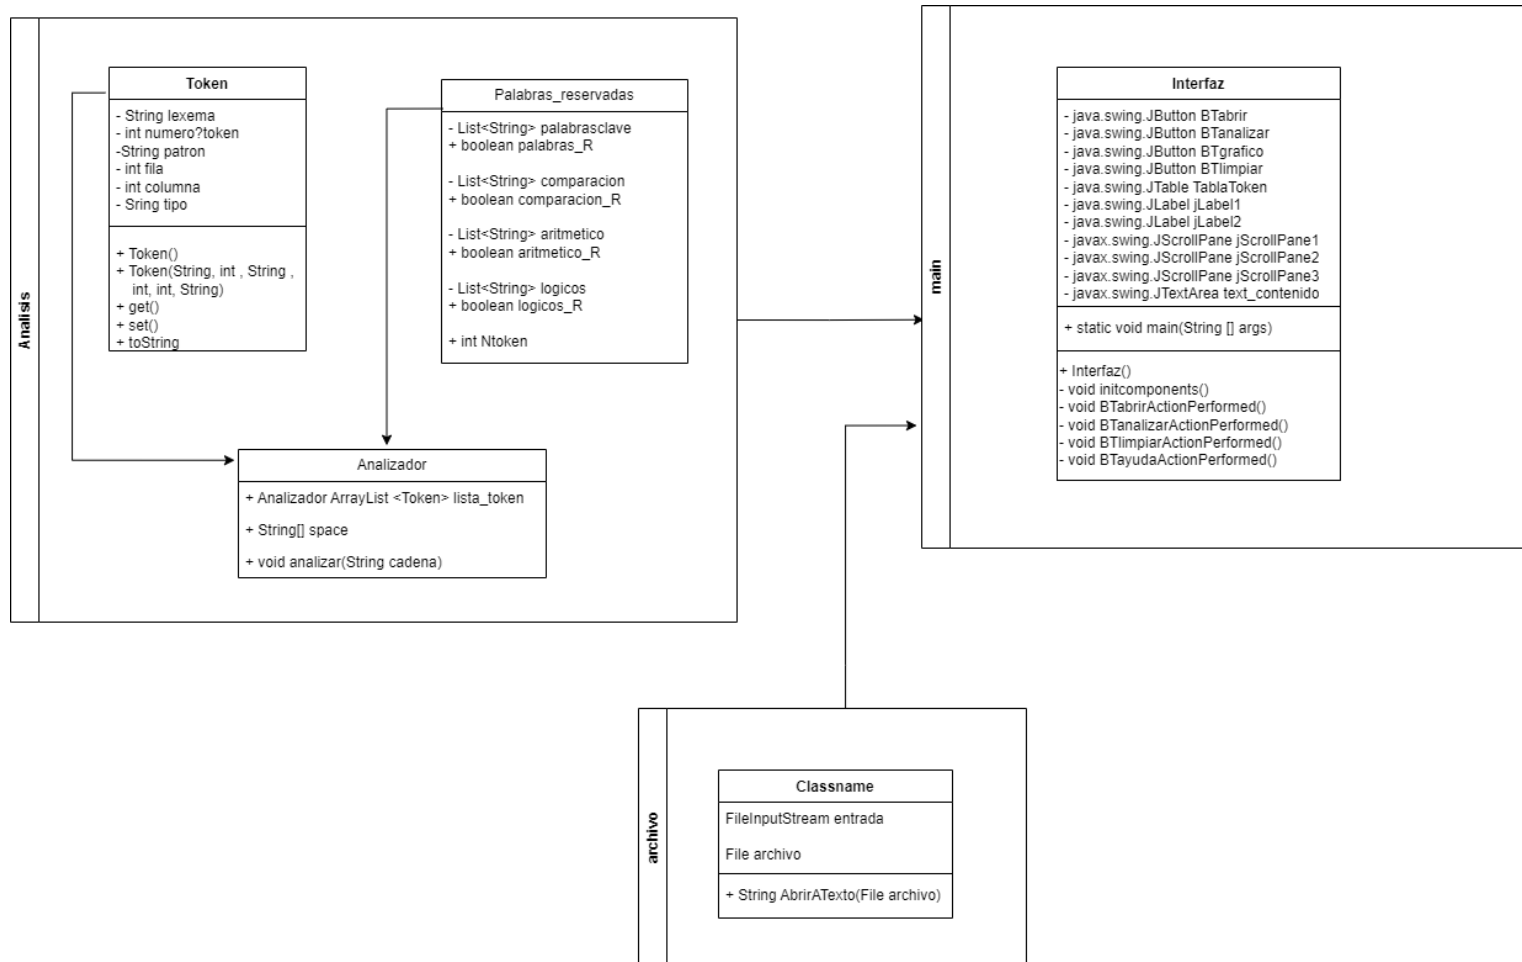 Analisis
Token
- String lexema
- int numero?token
-String patron
- int fila
- int columna
- Sring tipo
+ Token()
+ Token(String, int , String ,
int, int, String)
+ get()
+ set()
+ toString
Palabras_reservadas
- List<String> palabrasclave
+ boolean palabras_R
- List<String> comparacion
+ boolean comparacion_R
- List<String> aritmetico
+ boolean aritmetico_R
- List<String> logicos
+ boolean logicos_R
+ int Ntoken
Analizador
+ Analizador ArrayList <Token> lista_token
+ String[] space
+ void analizar(String cadena)
main
Interfaz
- java.swing.JButton BTabrir
- java.swing.JButton BTanalizar
- java.swing.JButton BTgrafico
- java.swing.JButton BTlimpiar
- java.swing.JTable TablaToken
- java.swing.JLabel jLabel1
- java.swing.JLabel jLabel2
- javax.swing.JScrollPane jScrollPane1
- javax.swing.JScrollPane jScrollPane2
- javax.swing.JScrollPane jScrollPane3
- javax.swing.JTextArea text_contenido
+ static void main(String [] args)
+ Interfaz()
- void initcomponents()
- void BTabrirActionPerformed()
- void BTanalizarActionPerformed()
- void BTlimpiarActionPerformed()
- void BTayudaActionPerformed()
archivo
Classname
FileInputStream entrada
File archivo
+ String AbrirATexto(File archivo)